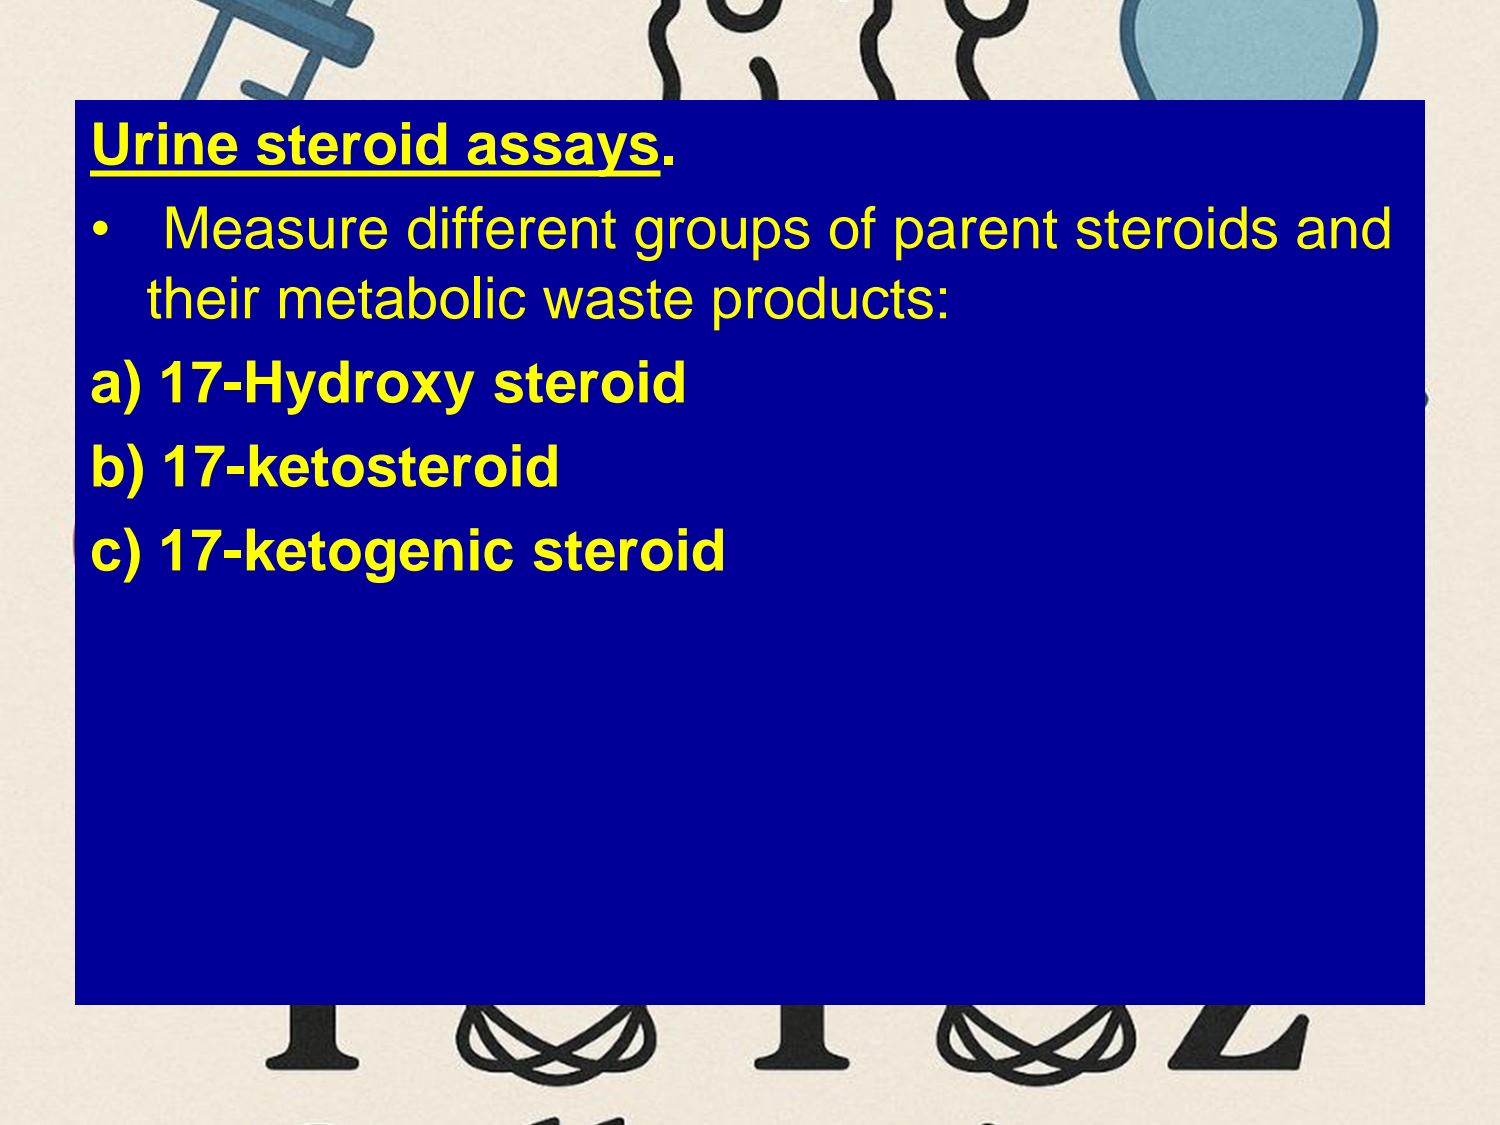 Urine steroid assays.
• Measure different groups of parent steroids and
their metabolic waste products:
a) 17-Hydroxy steroid
b) 17-ketosteroid
c) 17-ketogenic steroid